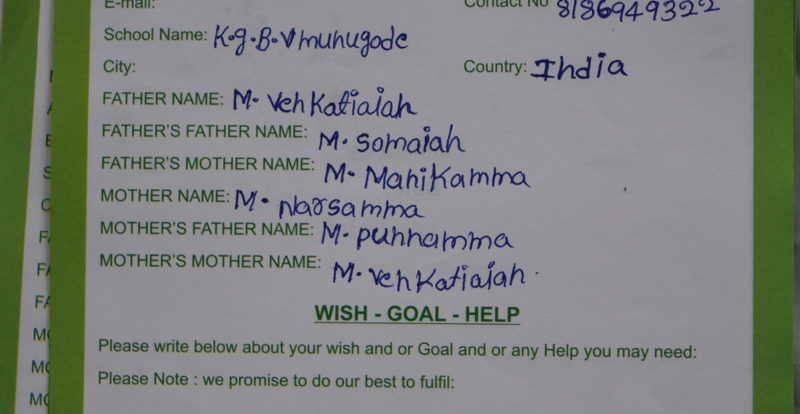 E-mail: Contact No 8186949322
School Name: K.g.B.V munugode
City: Country: India
FATHER NAME: M. Venkatiaiah
FATHER'S FATHER NAME: M. Somaiah
FATHER'S MOTHER NAME: M. Manikamma
MOTHER NAME: M. Narsamma
MOTHER'S FATHER NAME: M. punnamma
MOTHER'S MOTHER NAME: M. venkatiaiah.
WISH - GOAL - HELP
Please write below about your wish and or Goal and or any Help you may need:
Please Note : we promise to do our best to fulfil: